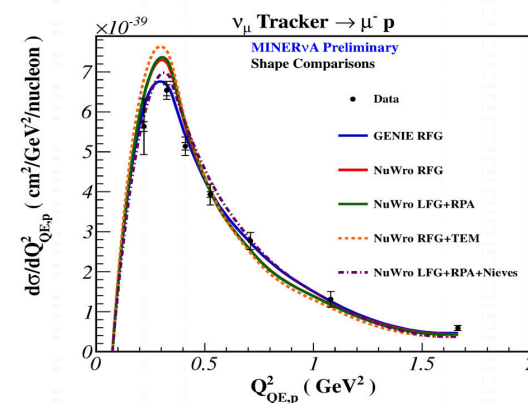 ν_μ Tracker → μ⁻ p
×10⁻³⁹
MINERνA Preliminary
Shape Comparisons
Data
GENIE RFG
NuWro RFG
NuWro LFG+RPA
NuWro RFG+TEM
NuWro LFG+RPA+Nieves
dσ/dQ²_QE,p ( cm²/GeV²/nucleon)
7
6
5
4
3
2
1
0
0 0.5 1 1.5 2
Q²_QE,p ( GeV² )